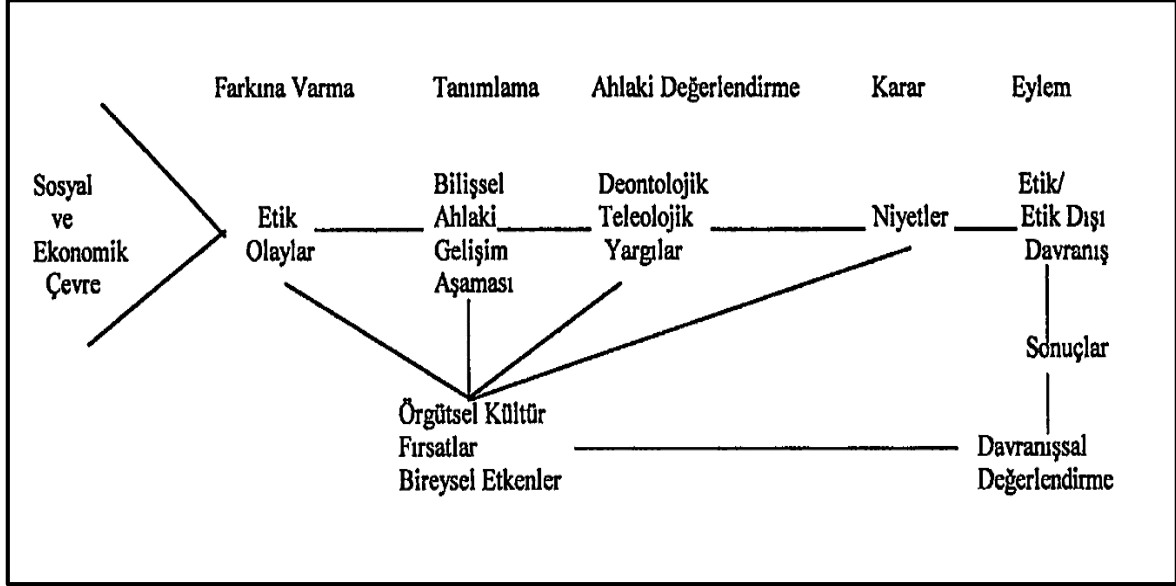 Farkına Varma Tanımlama Ahlaki Değerlendirme Karar Eylem
Sosyal
ve
Ekonomik
Çevre
Etik
Olaylar
Bilişsel
Ahlaki
Gelişim
Aşaması
Deontolojik
Teleolojik
Yargılar
Niyetler
Etik/
Etik Dışı
Davranış
Sonuçlar
Örgütsel Kültür
Fırsatlar
Bireysel Etkenler
Davranışsal
Değerlendirme